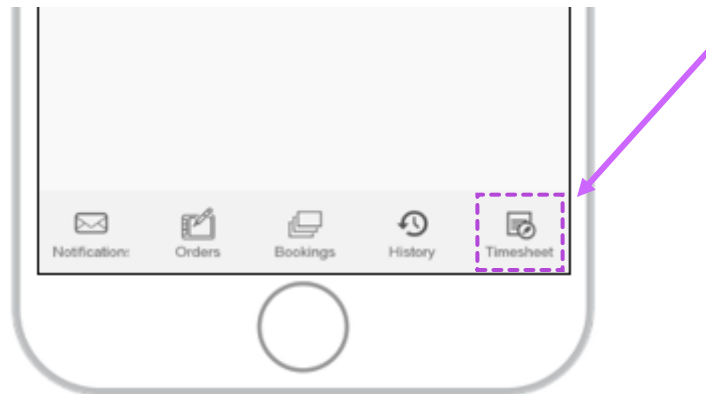 Notification:
Orders
Bookings
History
Timesheet